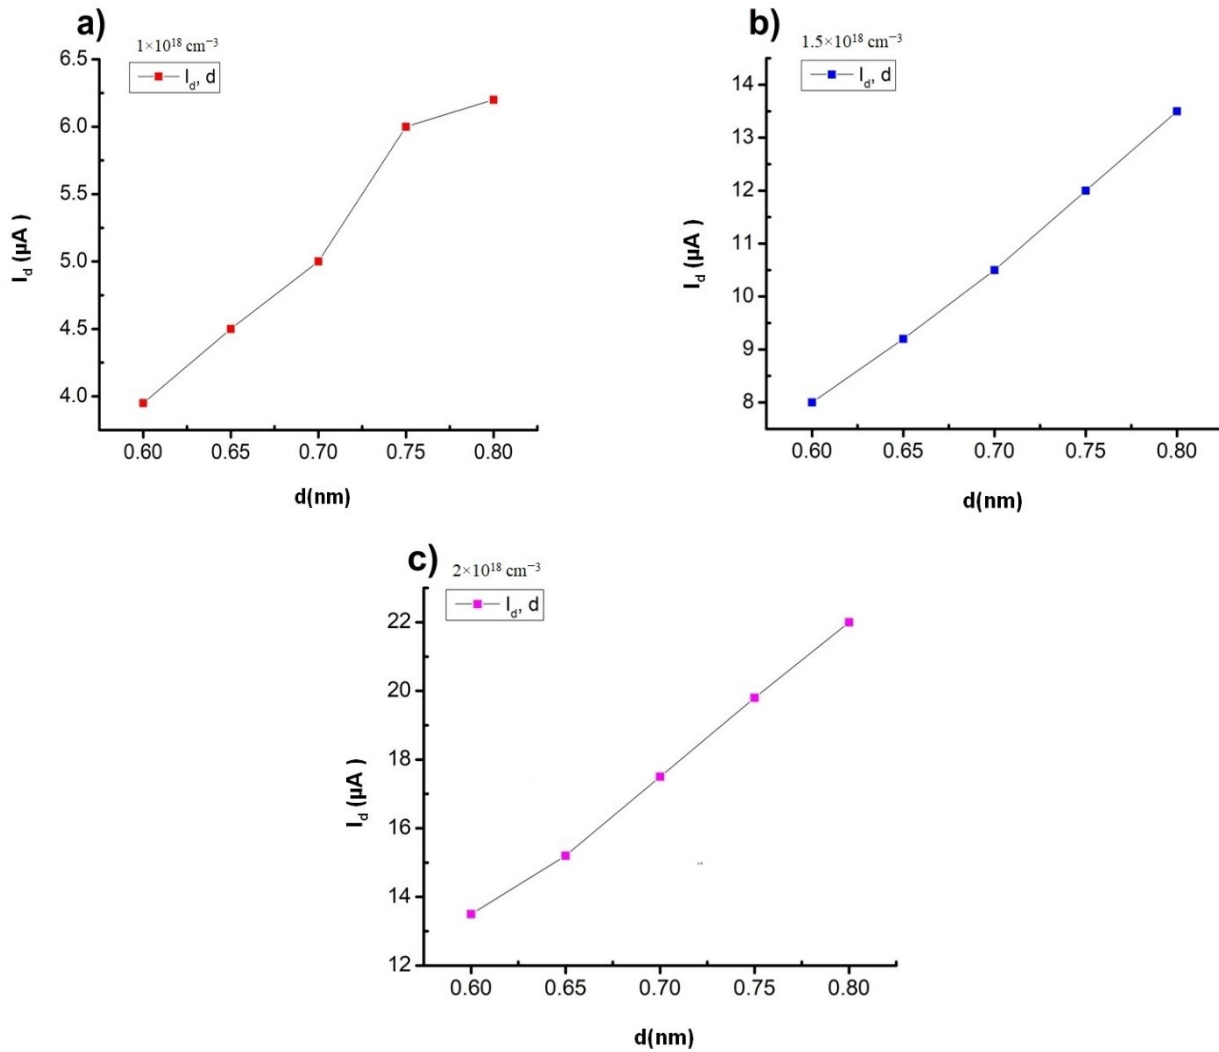 a)
1×10¹⁸ cm⁻³
I_d, d
6.5
6.0
5.5
5.0
4.5
4.0
I_d (µA )
0.60 0.65 0.70 0.75 0.80
d(nm)
b)
1.5×10¹⁸ cm⁻³
I_d, d
14
13
12
11
10
9
8
I_d (µA )
0.60 0.65 0.70 0.75 0.80
d(nm)
c)
2×10¹⁸ cm⁻³
I_d, d
22
20
18
16
14
12
I_d (µA )
0.60 0.65 0.70 0.75 0.80
d(nm)